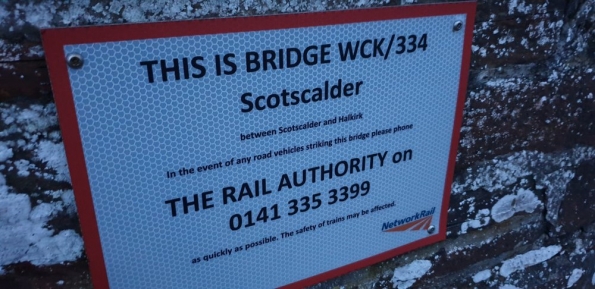 THIS IS BRIDGE WCK/334
Scotscalder
between Scotscalder and Halkirk
In the event of any road vehicles striking this bridge please phone
THE RAIL AUTHORITY on
0141 335 3399
as quickly as possible. The safety of trains may be affected.
NetworkRail